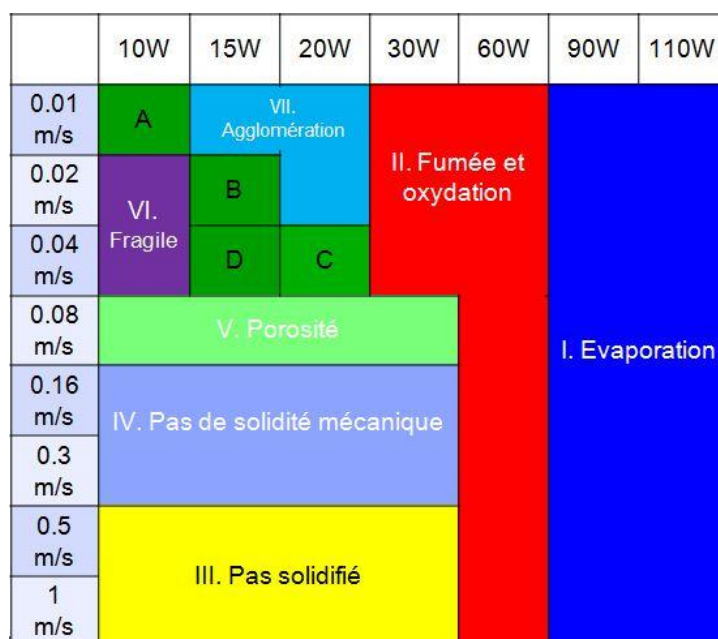 10W 15W 20W 30W 60W 90W 110W
0.01
m/s
A
VII.
Agglomération
0.02
m/s
B
II. Fumée et
oxydation
VI.
Fragile
0.04
m/s
D
C
0.08
m/s
V. Porosité
I. Evaporation
0.16
m/s
IV. Pas de solidité mécanique
0.3
m/s
0.5
m/s
III. Pas solidifié
1
m/s